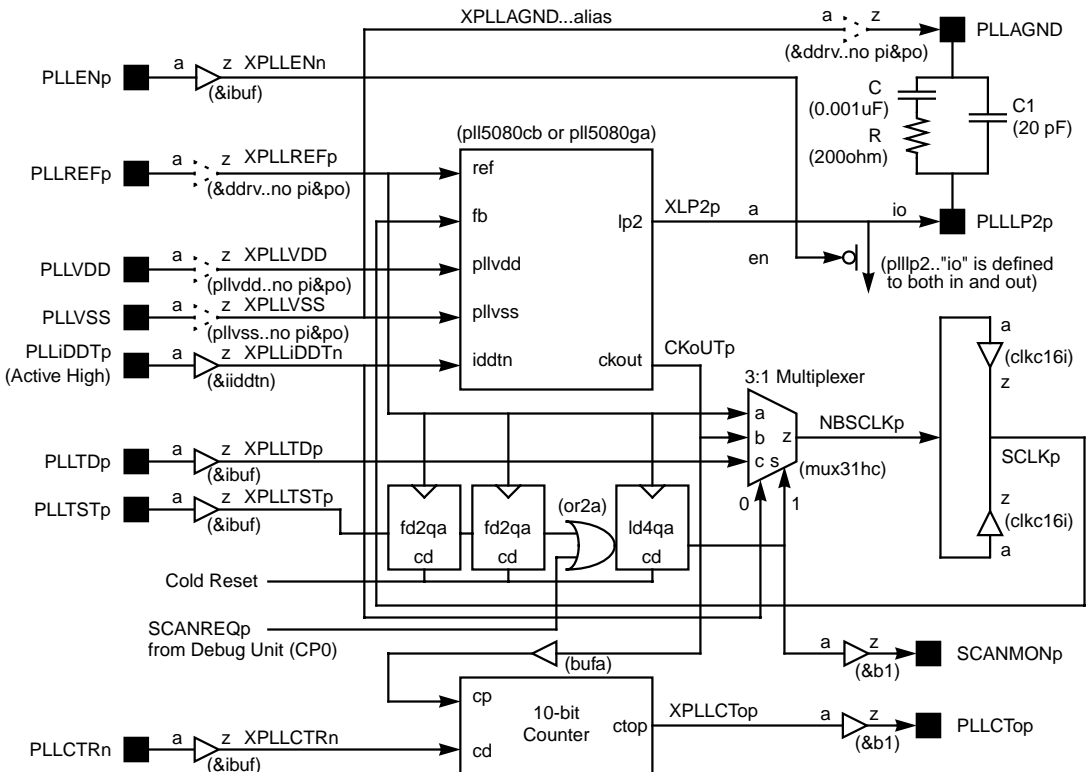 XPLLAGND...alias
a
z
PLLAGND
(&ddrv..no pi&po)
PLLENp
a
z
XPLLENn
(&ibuf)
C
(0.001uF)
R
(200ohm)
C1
(20 pF)
(pll5080cb or pll5080ga)
PLLREFp
a
z
XPLLREFp
(&ddrv..no pi&po)
ref
fb
lp2
XLP2p
a
io
PLLLP2p
en
(plllp2.."io" is defined
to both in and out)
PLLVDD
z
XPLLVDD
(pllvdd..no pi&po)
pllvdd
PLLVSS
z
XPLLVSS
(pllvss..no pi&po)
pllvss
PLLiDDTp
(Active High)
a
z
XPLLiDDTn
(&iiddtn)
iddtn
ckout
CKoUTp
3:1 Multiplexer
a
b
c
s
z
0
1
(mux31hc)
NBSCLKp
a
(clkc16i)
z
SCLKp
z
(clkc16i)
a
PLLTDp
a
z
XPLLTDp
(&ibuf)
PLLTSTp
a
z
XPLLTSTp
(&ibuf)
fd2qa
cd
fd2qa
cd
(or2a)
ld4qa
cd
Cold Reset
SCANREQp
from Debug Unit (CP0)
(bufa)
a
z
SCANMONp
(&b1)
cp
10-bit
Counter
cd
ctop
XPLLCTop
a
z
PLLCTop
(&b1)
PLLCTRn
a
z
XPLLCTRn
(&ibuf)